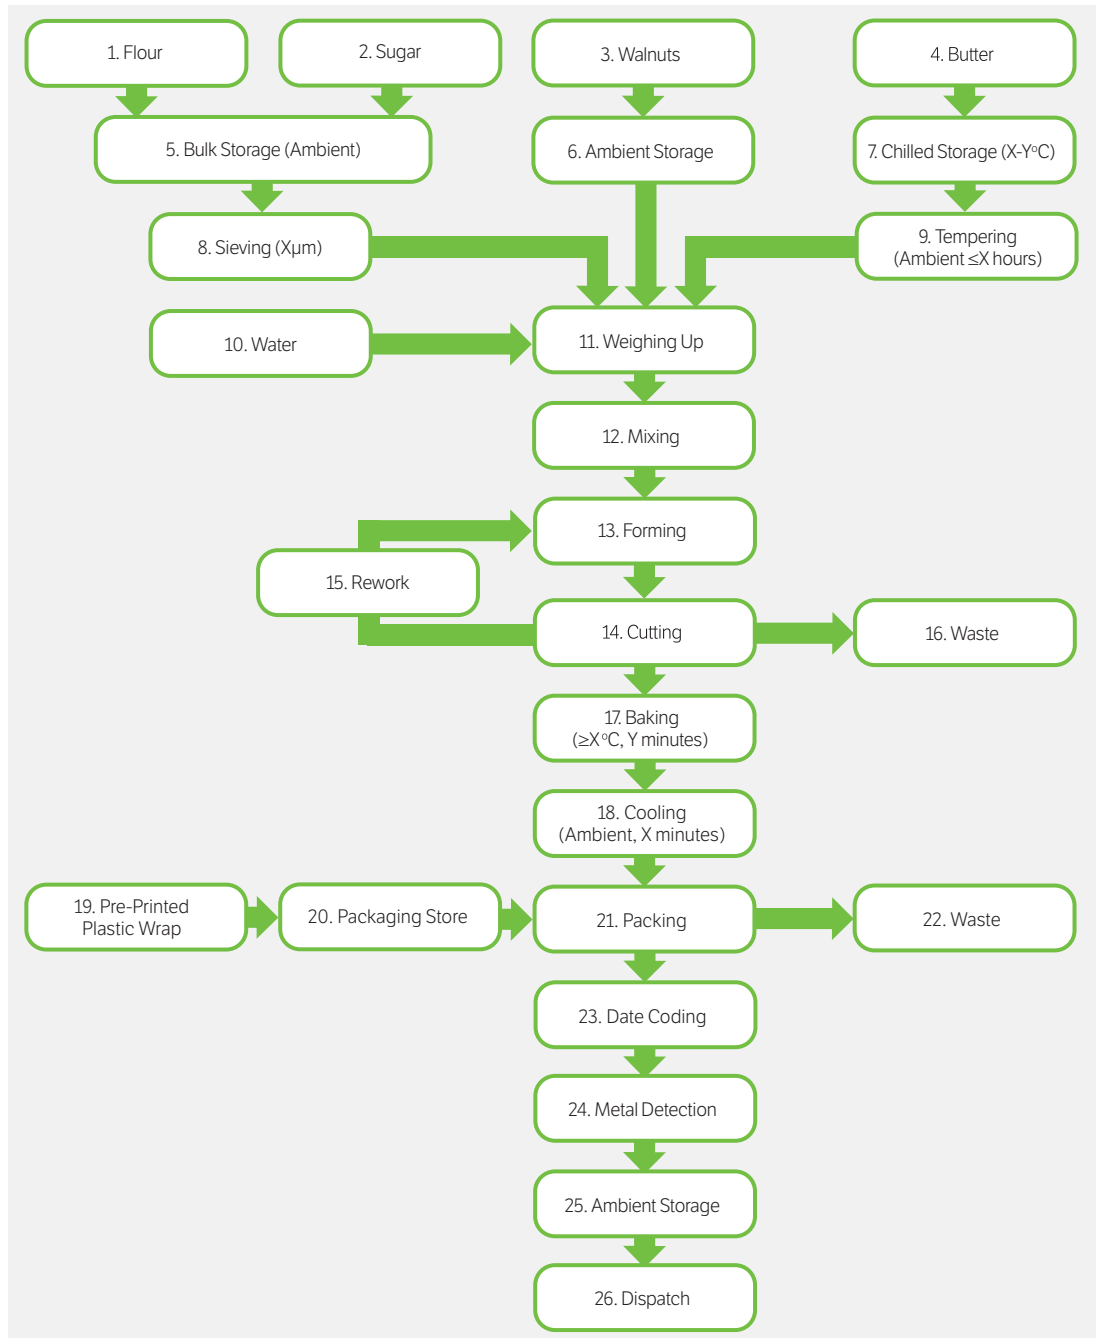 1. Flour
2. Sugar
3. Walnuts
4. Butter
5. Bulk Storage (Ambient)
6. Ambient Storage
7. Chilled Storage (X-Y°C)
8. Sieving (Xµm)
9. Tempering
(Ambient ≤X hours)
10. Water
11. Weighing Up
12. Mixing
13. Forming
15. Rework
14. Cutting
16. Waste
17. Baking
(≥X°C, Y minutes)
18. Cooling
(Ambient, X minutes)
19. Pre-Printed
Plastic Wrap
20. Packaging Store
21. Packing
22. Waste
23. Date Coding
24. Metal Detection
25. Ambient Storage
26. Dispatch